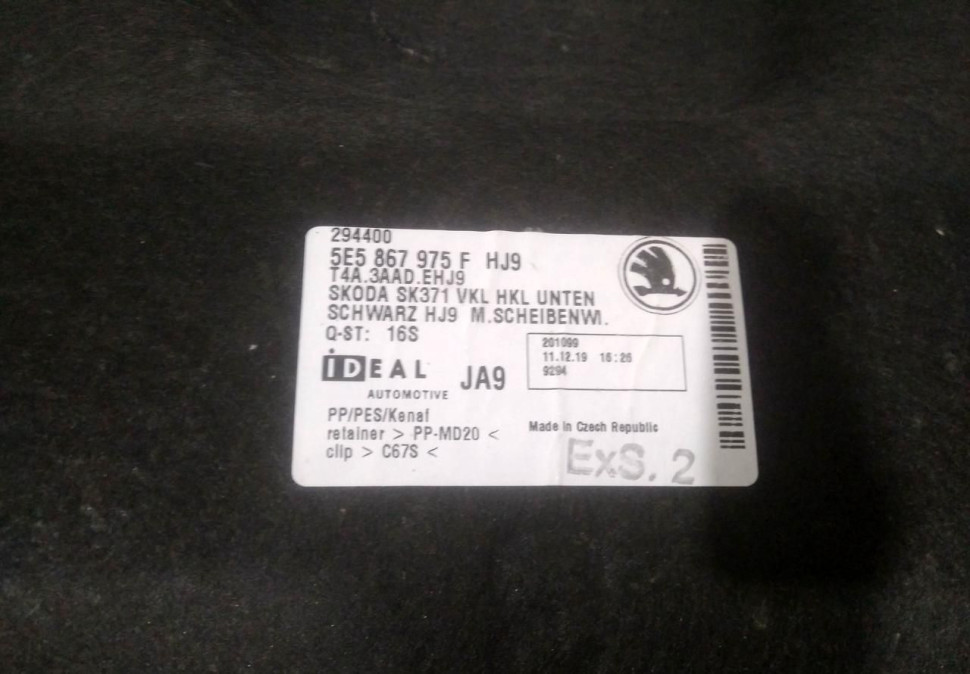 294400
5E5 867 975 F HJ9
T4A.3AAD.EHJ9
SKODA SK371 VKL HKL UNTEN
SCHWARZ HJ9 M.SCHEIBENWI.
Q-ST: 16S
iDEAL
AUTOMOTIVE
JA9
201099
11.12.19 16:26
9294
PP/PES/Kenaf
retainer > PP-MD20 <
clip > C67S <
Made in Czech Republic
ExS. 2